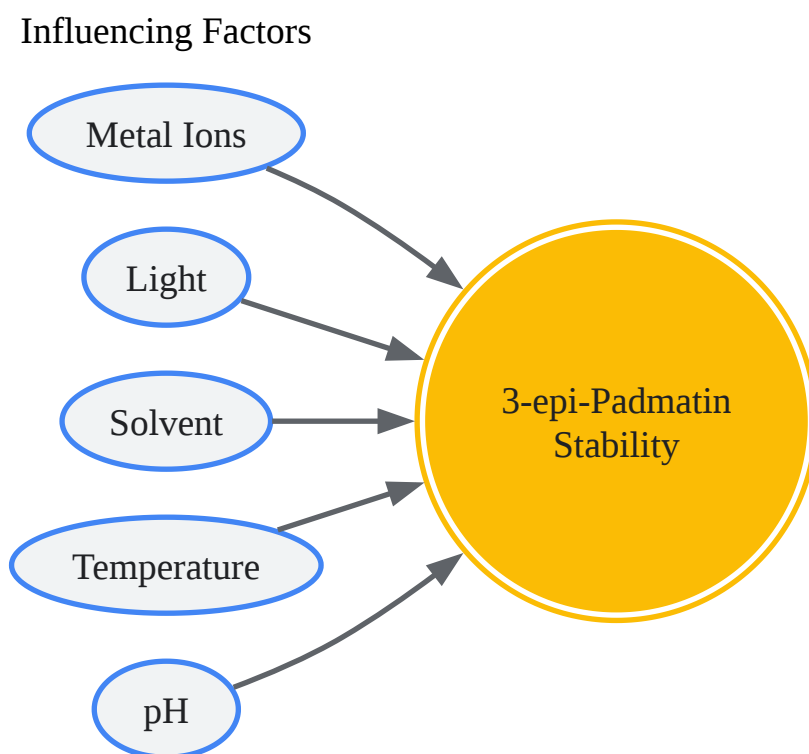 Influencing Factors
Metal Ions
Light
Solvent
Temperature
pH
3-epi-Padmatin
Stability